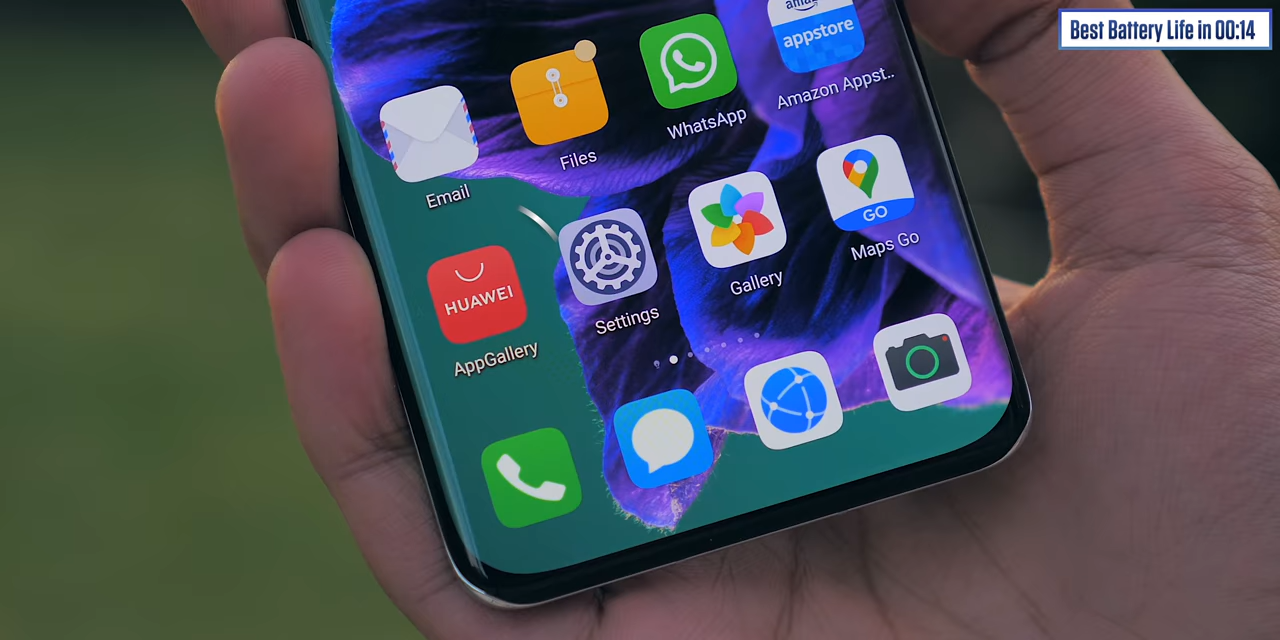 Best Battery Life in 00:14
amaz
appstore
Amazon Appst..
WhatsApp
Files
Email
GO
Maps Go
Gallery
Settings
HUAWEI
AppGallery